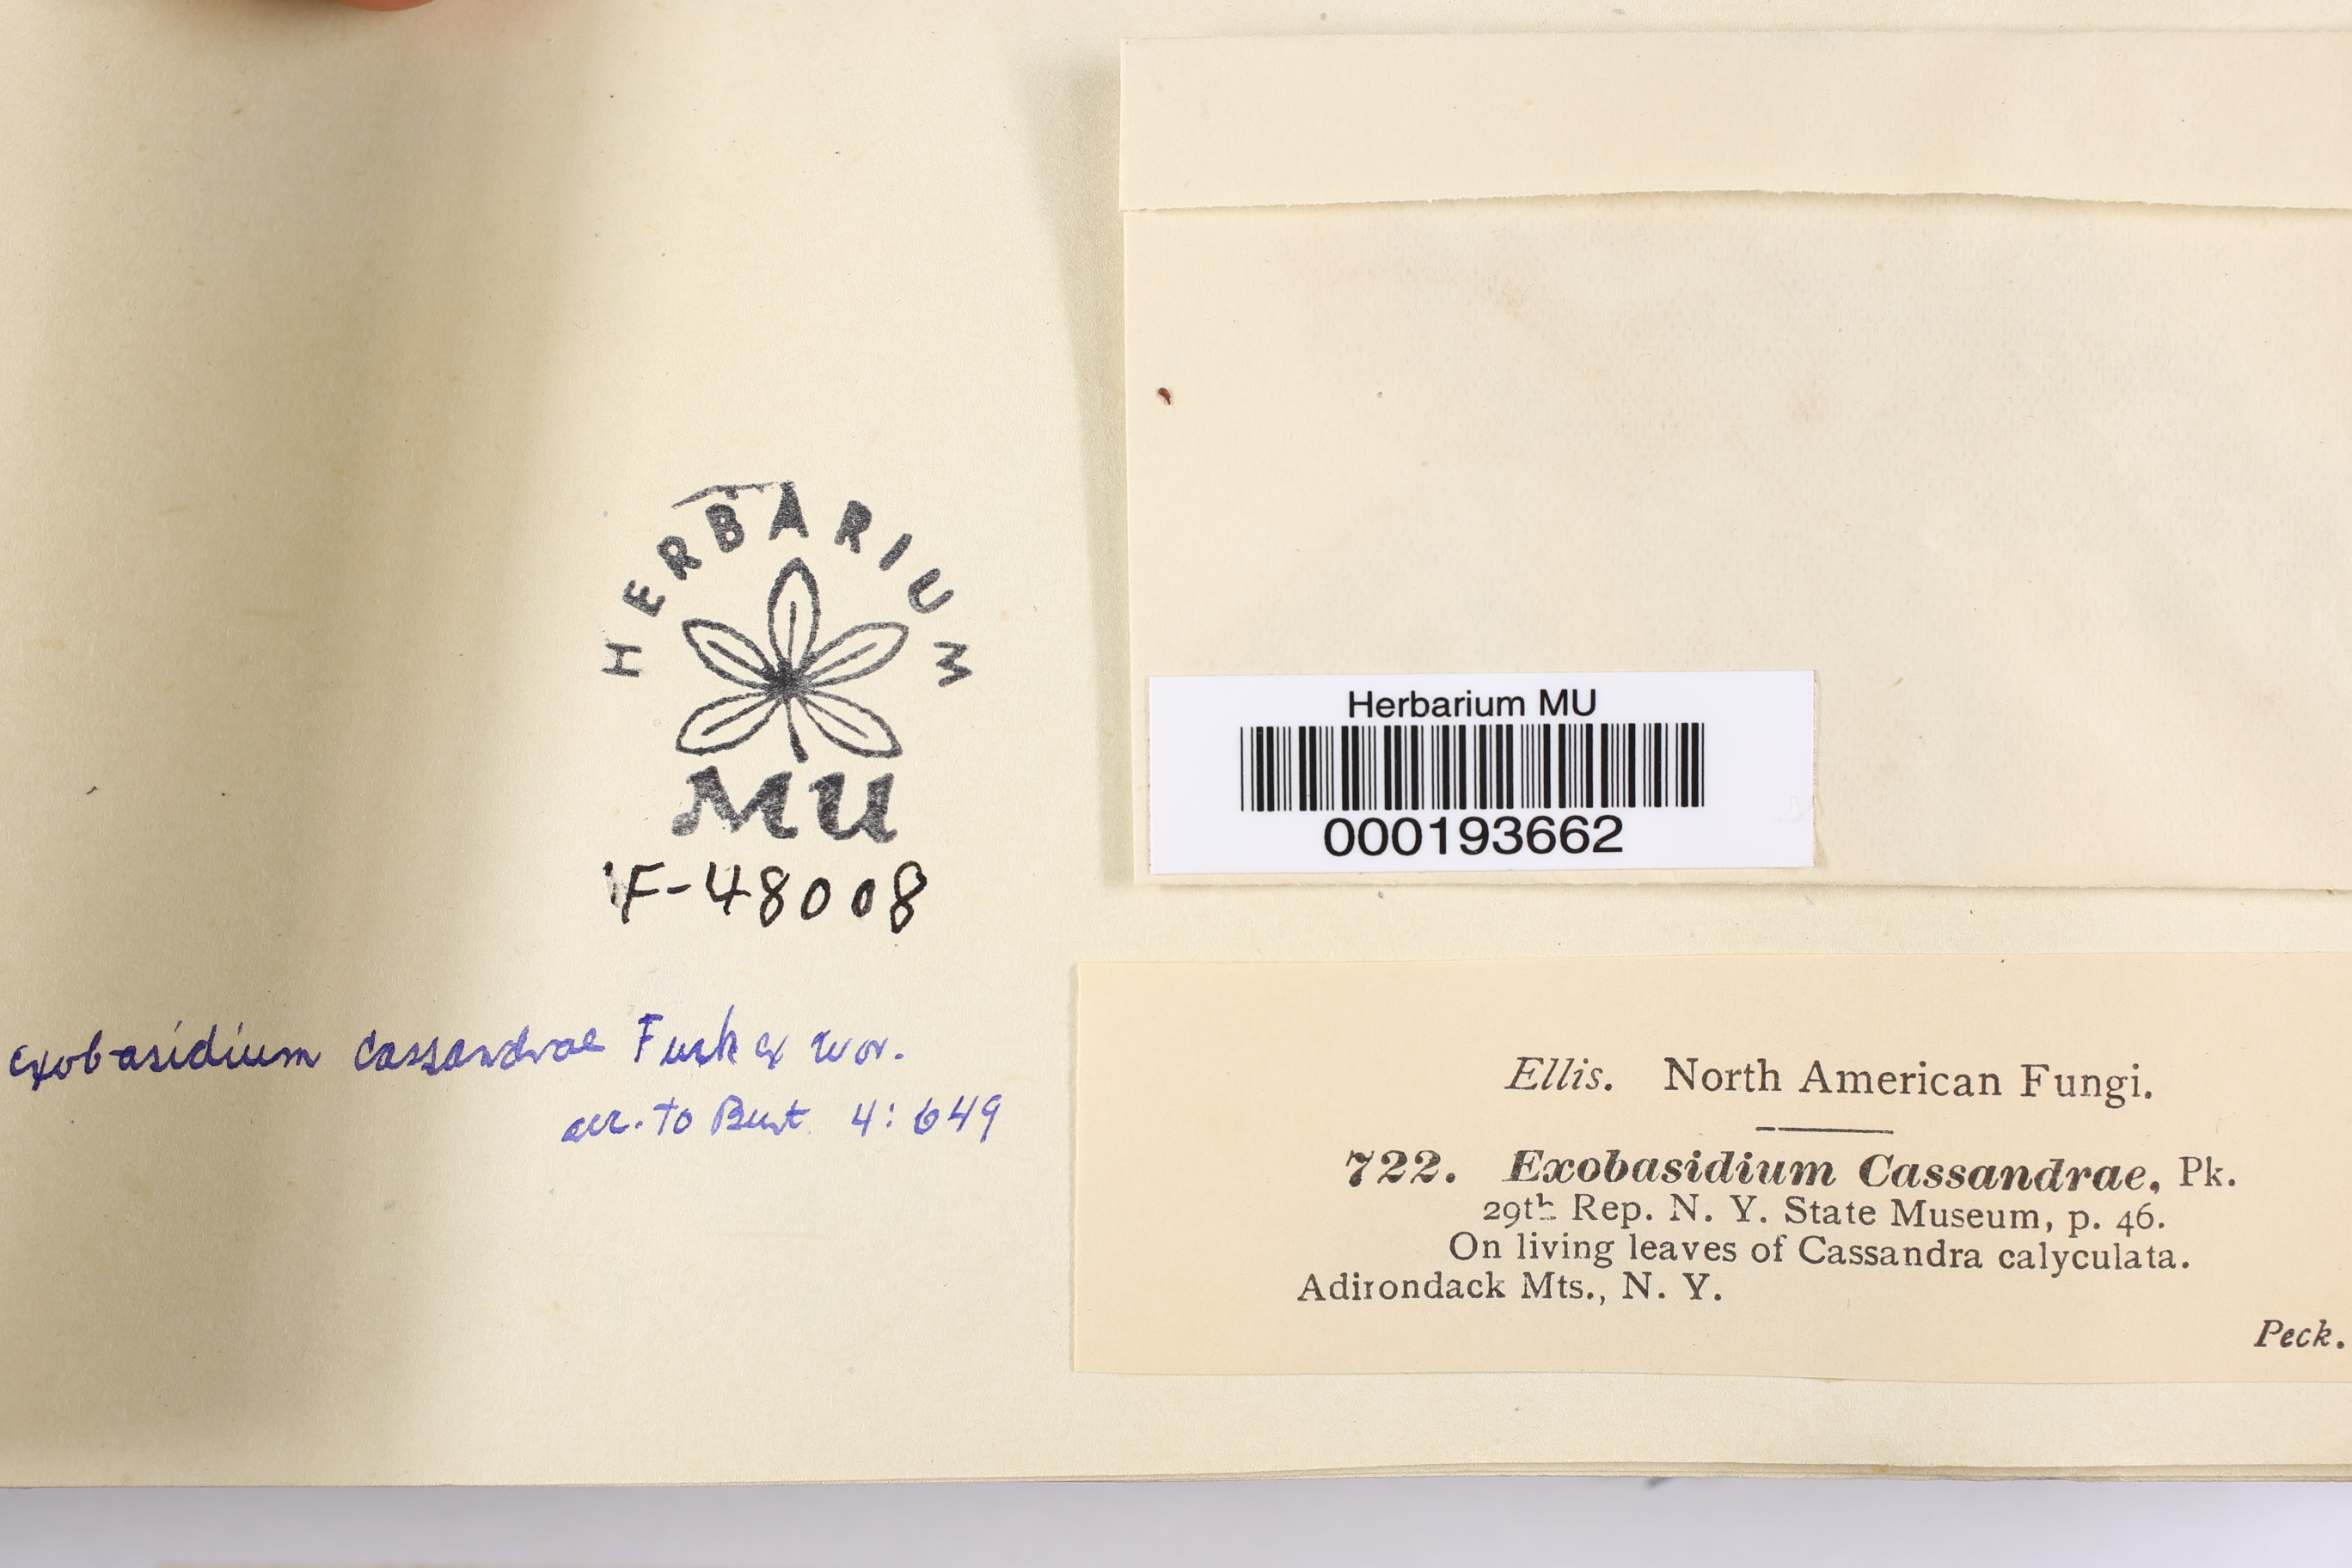 HERBARIUM
MU
F-48008
Exobasidium Cassandrae Fuck ex Wor.
acc. to Burt 4: 649
Herbarium MU
000193662
Ellis. North American Fungi.
722. Exobasidium Cassandrae, Pk.
29th Rep. N. Y. State Museum, p. 46.
On living leaves of Cassandra calyculata.
Adirondack Mts., N. Y.
Peck.